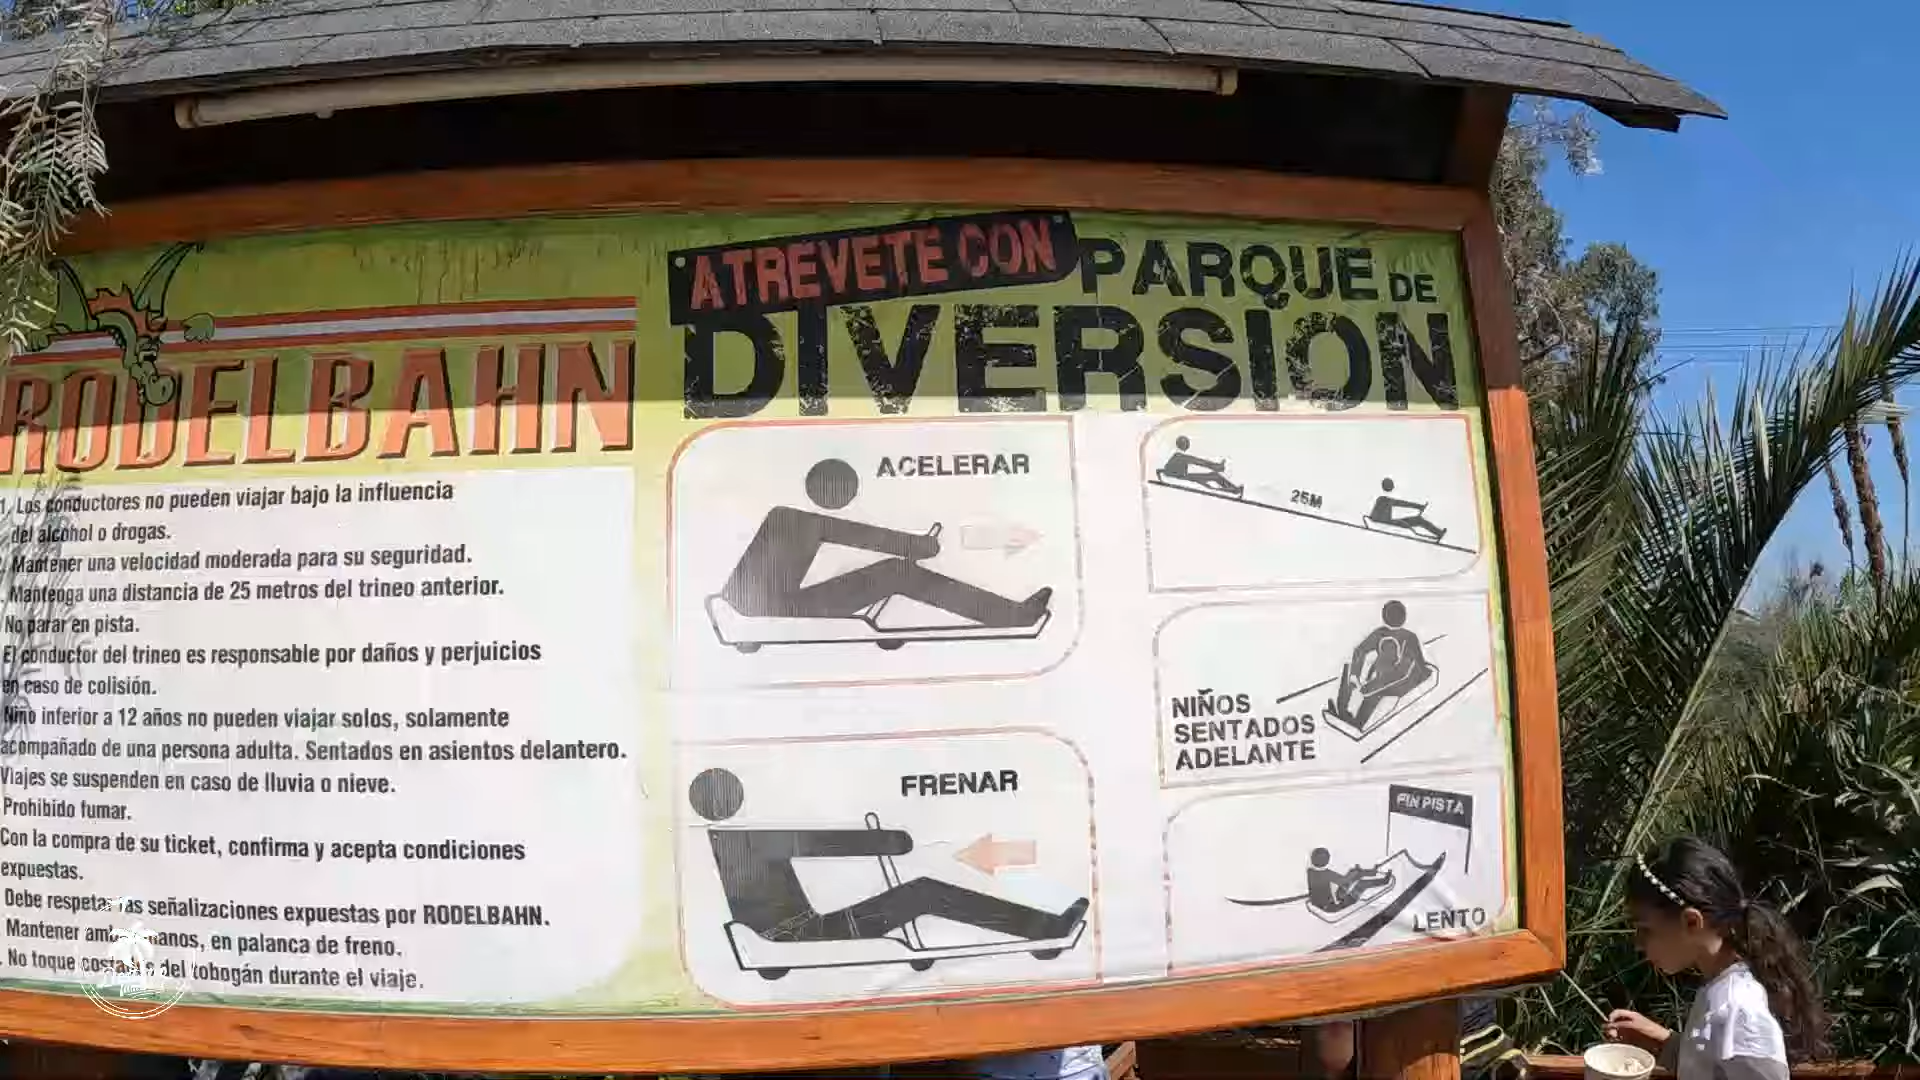 RODELBAHN
1. Los conductores no pueden viajar bajo la influencia
del alcohol o drogas.
. Mantener una velocidad moderada para su seguridad.
. Mantenga una distancia de 25 metros del trineo anterior.
No parar en pista.
El conductor del trineo es responsable por daños y perjuicios
en caso de colisión.
Niño inferior a 12 años no pueden viajar solos, solamente
acompañado de una persona adulta. Sentados en asientos delantero.
Viajes se suspenden en caso de lluvia o nieve.
Prohibido fumar.
Con la compra de su ticket, confirma y acepta condiciones
expuestas.
Debe respetar las señalizaciones expuestas por RODELBAHN.
Mantener manos, en palanca de freno.
. No toque del tobogán durante el viaje.
ATREVETE CON PARQUE DE
DIVERSION
ACELERAR
FRENAR
25M
NIÑOS
SENTADOS
ADELANTE
FIN PISTA
LENTO